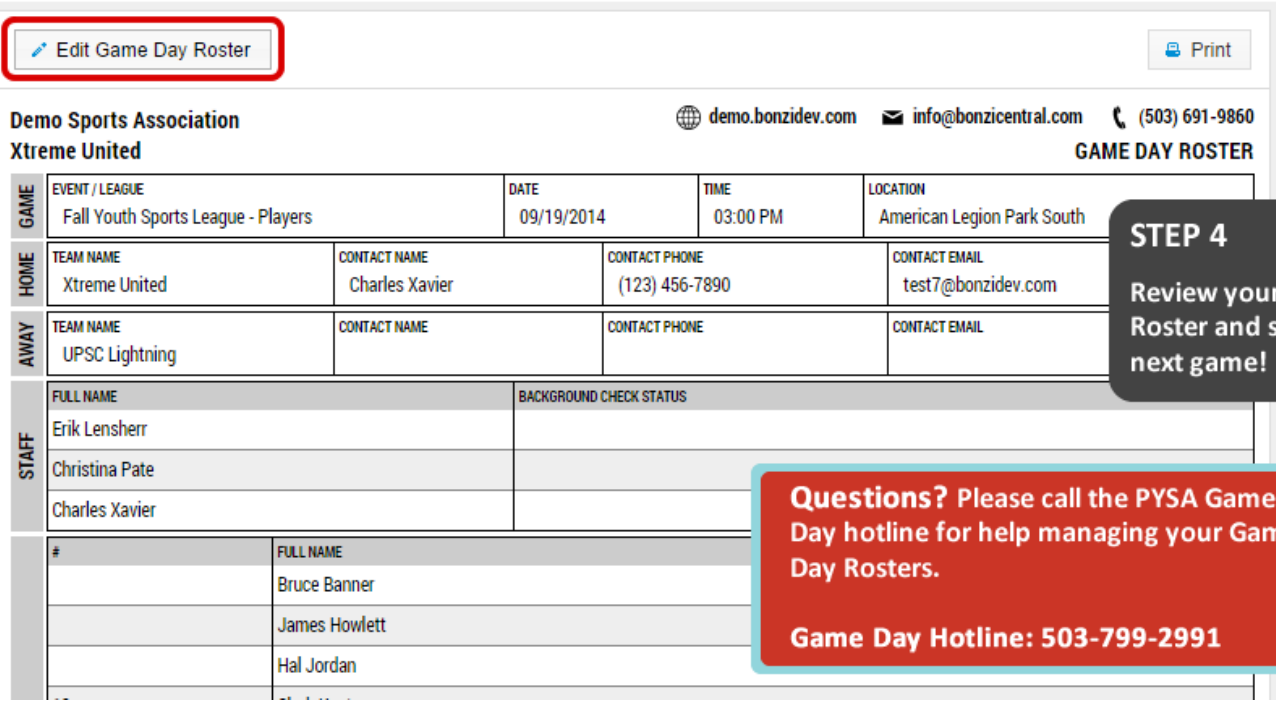 Edit Game Day Roster
Print
Demo Sports Association
demo.bonzidev.com
info@bonzicentral.com
(503) 691-9860
Xtreme United
GAME DAY ROSTER
GAME
EVENT / LEAGUE
DATE
TIME
LOCATION
Fall Youth Sports League - Players
09/19/2014
03:00 PM
American Legion Park South
HOME
TEAM NAME
CONTACT NAME
CONTACT PHONE
CONTACT EMAIL
Xtreme United
Charles Xavier
(123) 456-7890
test7@bonzidev.com
AWAY
TEAM NAME
CONTACT NAME
CONTACT PHONE
CONTACT EMAIL
UPSC Lightning
STAFF
FULL NAME
BACKGROUND CHECK STATUS
Erik Lensherr
Christina Pate
Charles Xavier
#
FULL NAME
Bruce Banner
James Howlett
Hal Jordan
STEP 4
Review your
Roster and s
next game!
Questions? Please call the PYSA Game
Day hotline for help managing your Gam
Day Rosters.
Game Day Hotline: 503-799-2991